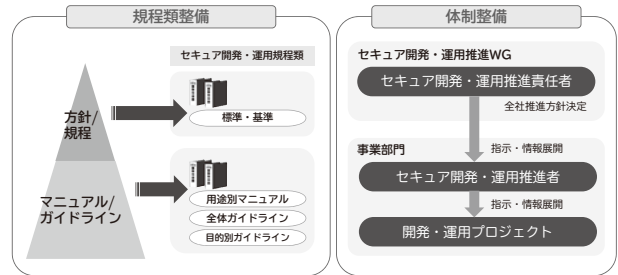 規程類整備
セキュア開発・運用規程類
方針/
規程
標準・基準
マニュアル/
ガイドライン
用途別マニュアル
全体ガイドライン
目的別ガイドライン
体制整備
セキュア開発・運用推進WG
セキュア開発・運用推進責任者
全社推進方針決定
指示・情報展開
事業部門
セキュア開発・運用推進者
指示・情報展開
開発・運用プロジェクト